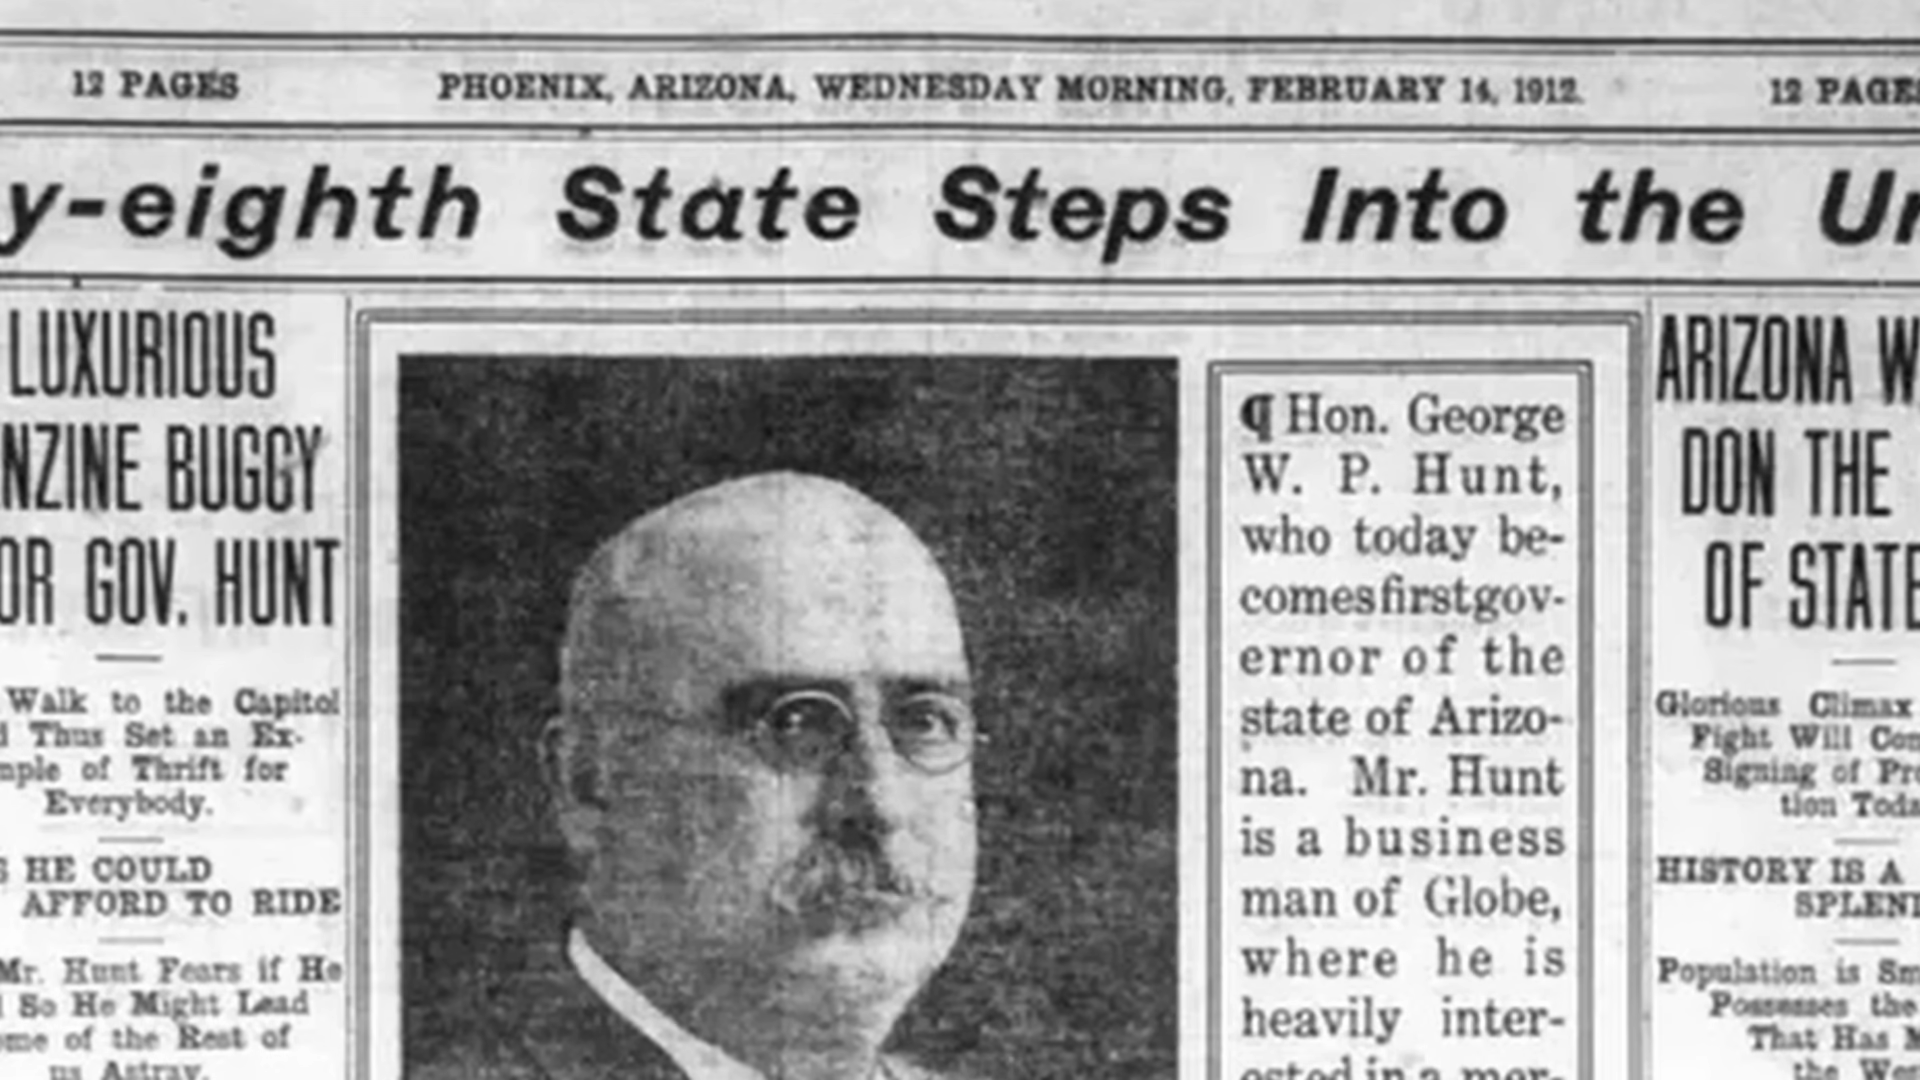 12 PAGES
PHOENIX, ARIZONA, WEDNESDAY MORNING, FEBRUARY 14, 1912.
12 PAGES
y-eighth State Steps Into the Un
LUXURIOUS
NZINE BUGGY
OR GOV. HUNT
Walk to the Capitol
d Thus Set an Ex-
mple of Thrift for
Everybody.
S HE COULD
AFFORD TO RIDE
Mr. Hunt Fears if He
l So He Might Lead
ome of the Rest of
us Astray.
¶ Hon. George
W. P. Hunt,
who today be-
comes first gov-
ernor of the
state of Arizo-
na. Mr. Hunt
is a business
man of Globe,
where he is
heavily inter-
ested in a mer-
ARIZONA W
DON THE
OF STATE
Glorious Climax
Fight Will Com
Signing of Pro
tion Toda
HISTORY IS A
SPLEND
Population is Sm
Possesses the
That Has M
the Wes